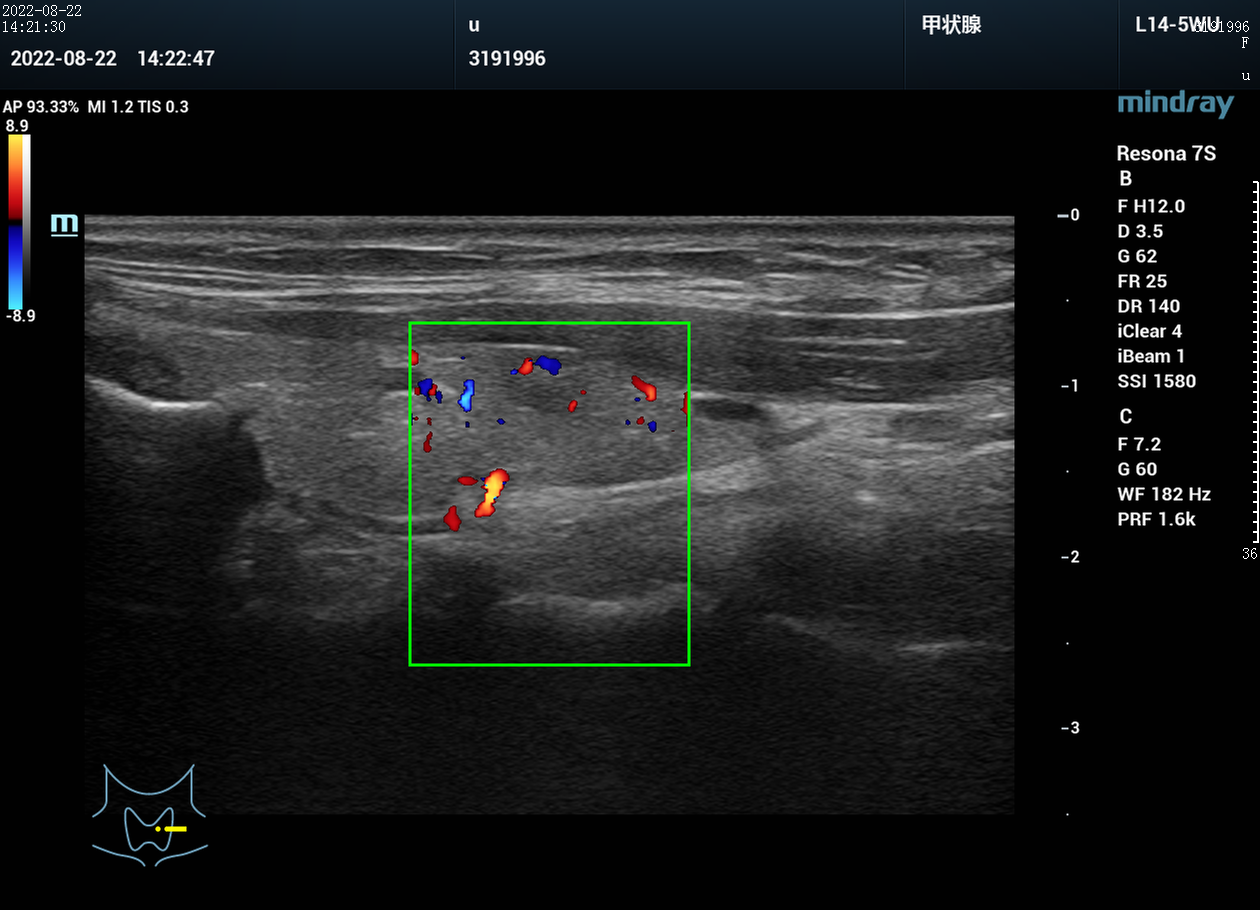 2022-08-22
14:21:30
2022-08-22 14:22:47
u
3191996
甲状腺
L14-5WU
3191996
F
u
AP 93.33% MI 1.2 TIS 0.3
8.9
-8.9
m
mindray
Resona 7S
B
F H12.0
D 3.5
G 62
FR 25
DR 140
iClear 4
iBeam 1
SSI 1580
C
F 7.2
G 60
WF 182 Hz
PRF 1.6k
0
-1
-2
-3
36